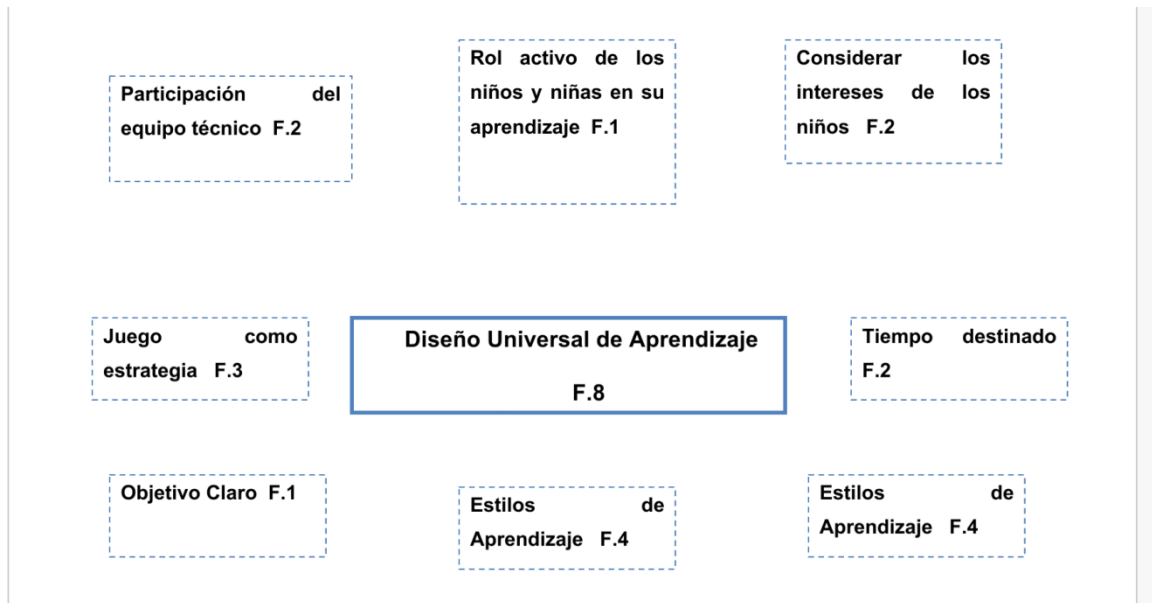 Participación del
equipo técnico F.2
Rol activo de los
niños y niñas en su
aprendizaje F.1
Considerar los
intereses de los
niños F.2
Juego como
estrategia F.3
Diseño Universal de Aprendizaje
F.8
Tiempo destinado
F.2
Objetivo Claro F.1
Estilos de
Aprendizaje F.4
Estilos de
Aprendizaje F.4